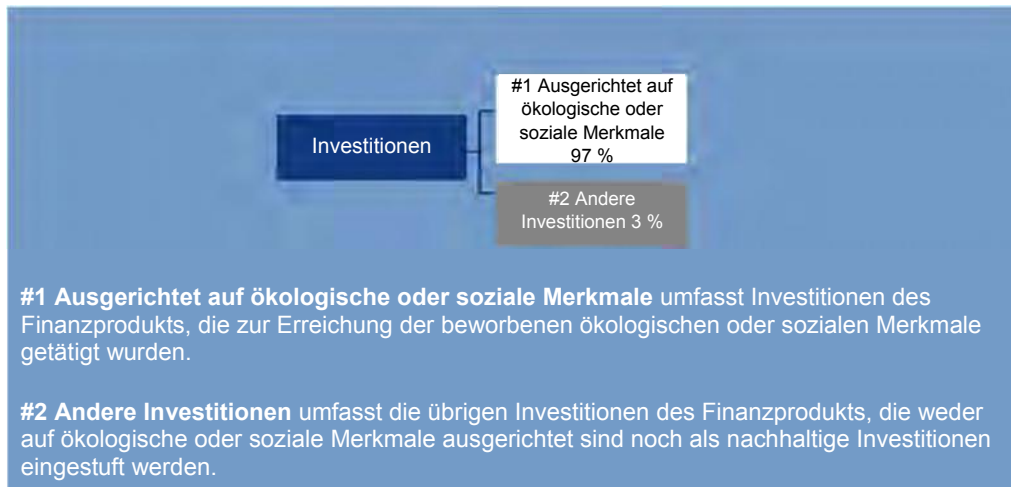 Investitionen
#1 Ausgerichtet auf
ökologische oder
soziale Merkmale
97 %
#2 Andere
Investitionen 3 %
#1 Ausgerichtet auf ökologische oder soziale Merkmale umfasst Investitionen des
Finanzprodukts, die zur Erreichung der beworbenen ökologischen oder sozialen Merkmale
getätigt wurden.
#2 Andere Investitionen umfasst die übrigen Investitionen des Finanzprodukts, die weder
auf ökologische oder soziale Merkmale ausgerichtet sind noch als nachhaltige Investitionen
eingestuft werden.